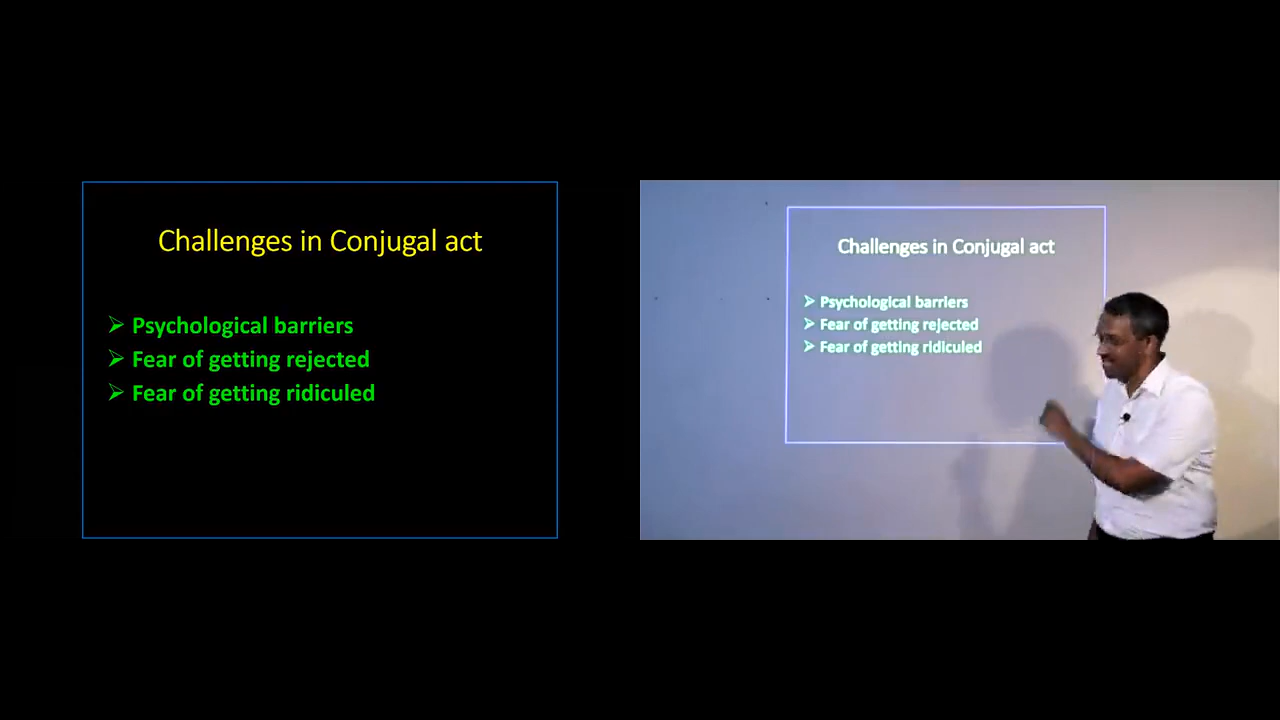 Challenges in Conjugal act
➢ Psychological barriers
➢ Fear of getting rejected
➢ Fear of getting ridiculed
Challenges in Conjugal act
➢ Psychological barriers
➢ Fear of getting rejected
➢ Fear of getting ridiculed